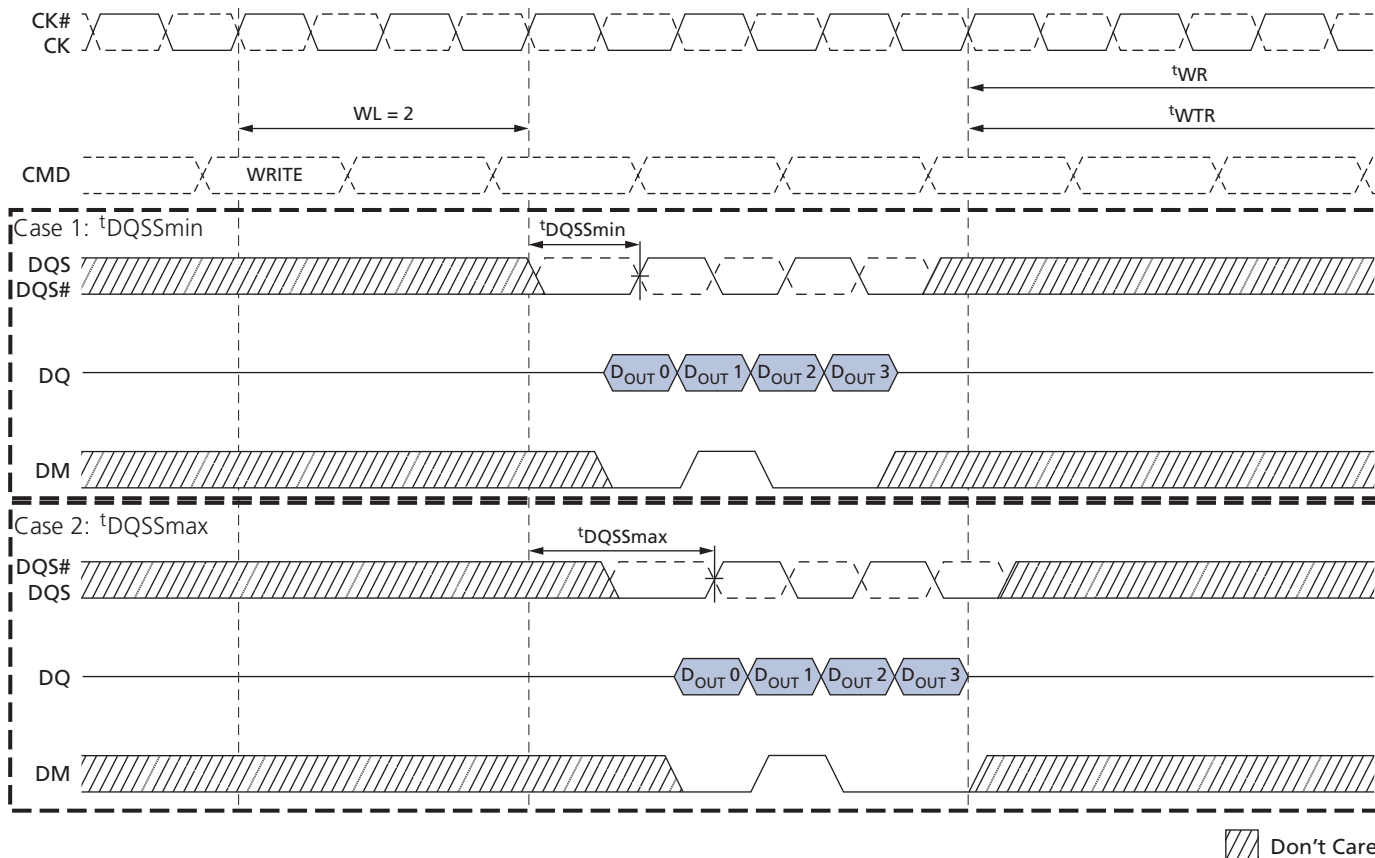 CK#
CK
tWR
WL = 2
tWTR
CMD
WRITE
Case 1: tDQSSmin
tDQSSmin
DQS
DQS#
DQ
DOUT 0 DOUT 1 DOUT 2 DOUT 3
DM
Case 2: tDQSSmax
tDQSSmax
DQS#
DQS
DQ
DOUT 0 DOUT 1 DOUT 2 DOUT 3
DM
Don't Care